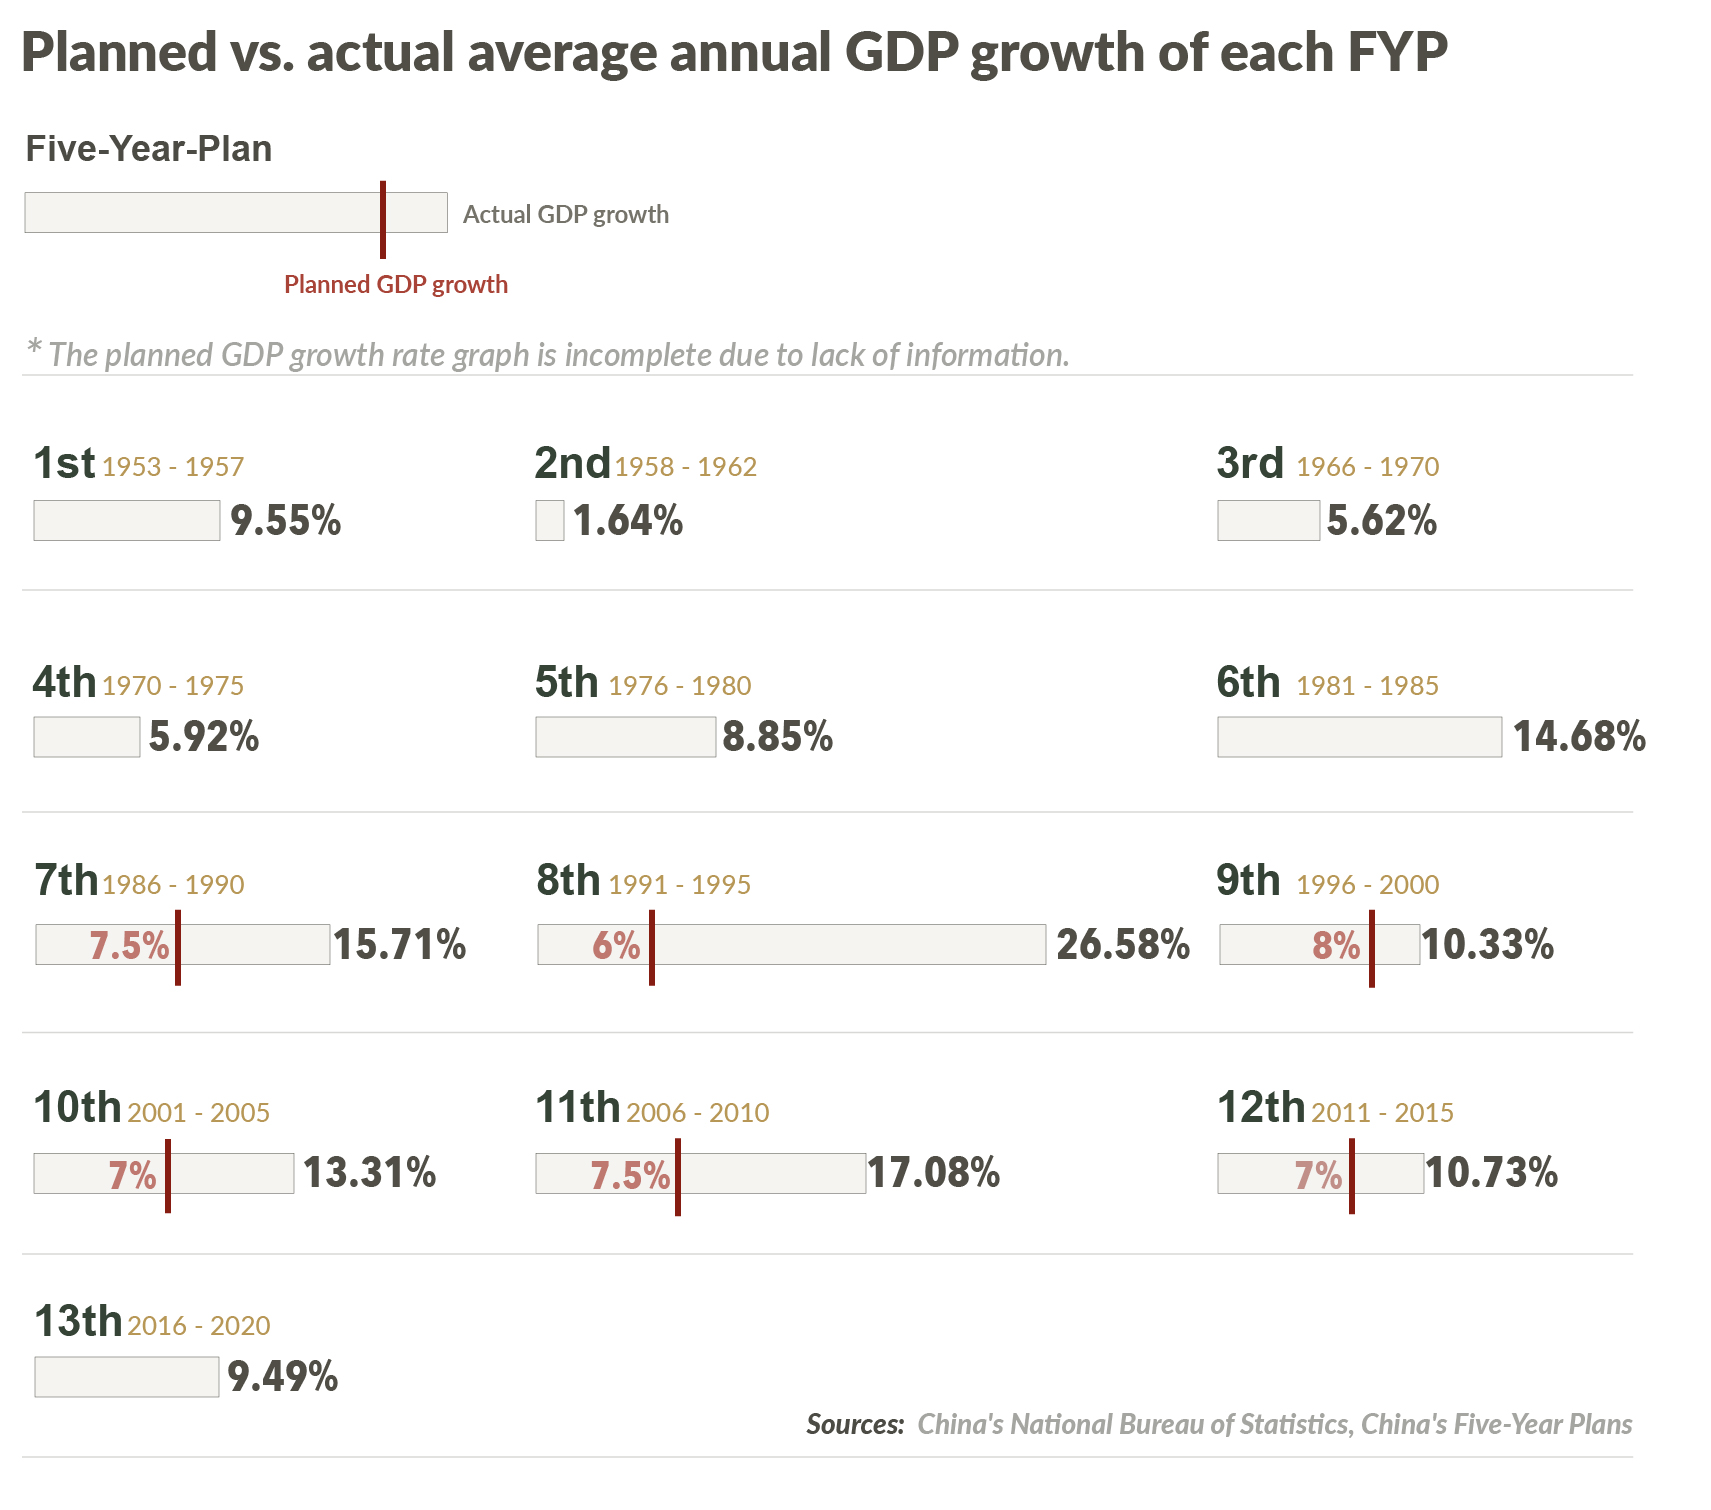 Planned vs. actual average annual GDP growth of each FYP
Five-Year-Plan
Actual GDP growth
Planned GDP growth
* The planned GDP growth rate graph is incomplete due to lack of information.
1st 1953 - 1957
9.55%
2nd 1958 - 1962
1.64%
3rd 1966 - 1970
5.62%
4th 1970 - 1975
5.92%
5th 1976 - 1980
8.85%
6th 1981 - 1985
14.68%
7th 1986 - 1990
7.5% 15.71%
8th 1991 - 1995
6% 26.58%
9th 1996 - 2000
8% 10.33%
10th 2001 - 2005
7% 13.31%
11th 2006 - 2010
7.5% 17.08%
12th 2011 - 2015
7% 10.73%
13th 2016 - 2020
9.49%
Sources: China's National Bureau of Statistics, China's Five-Year Plans